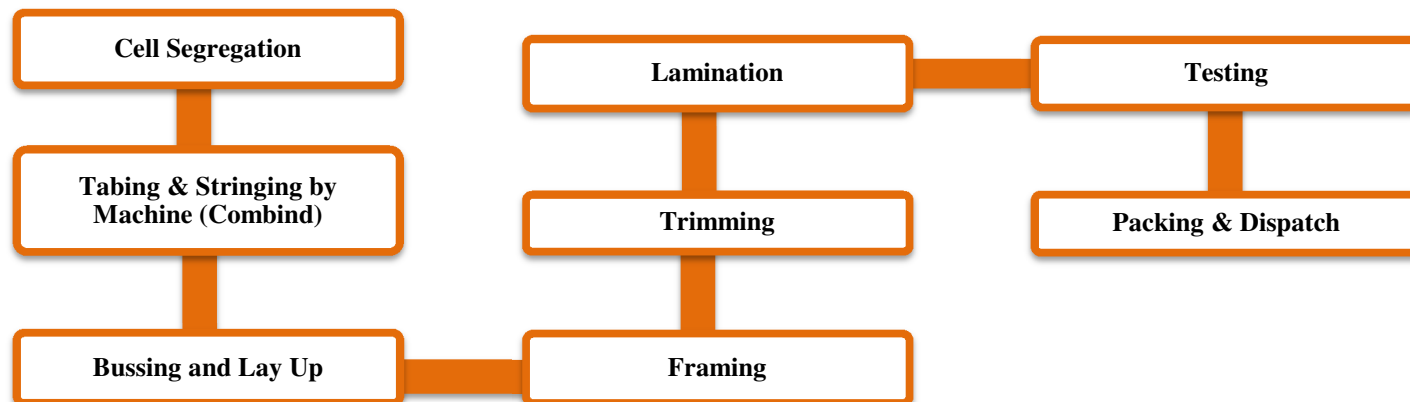 Cell Segregation
Tabing & Stringing by
Machine (Combind)
Bussing and Lay Up
Framing
Trimming
Lamination
Testing
Packing & Dispatch